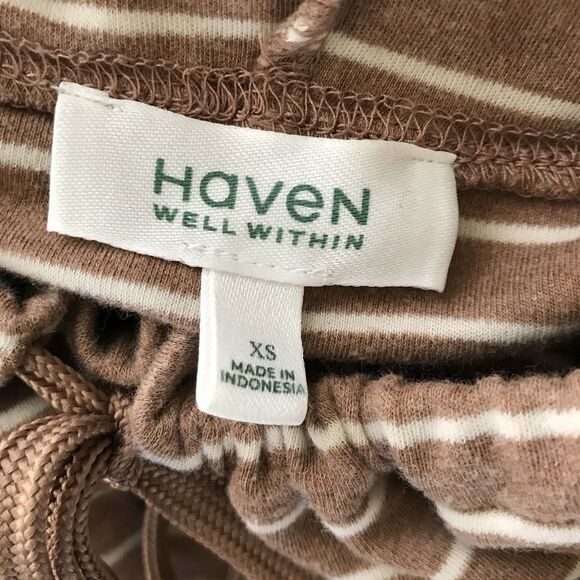 HaveN
WELL WITHIN
XS
MADE IN
INDONESIA